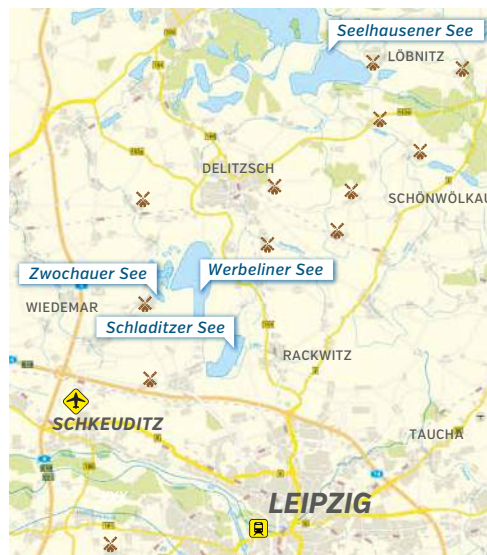 Seelhausener See
LÖBNITZ
DELITZSCH
SCHÖNWÖLKAU
Zwochauer See
Werbeliner See
WIEDEMAR
Schladitzer See
RACKWITZ
SCHKEUDITZ
TAUCHA
LEIPZIG